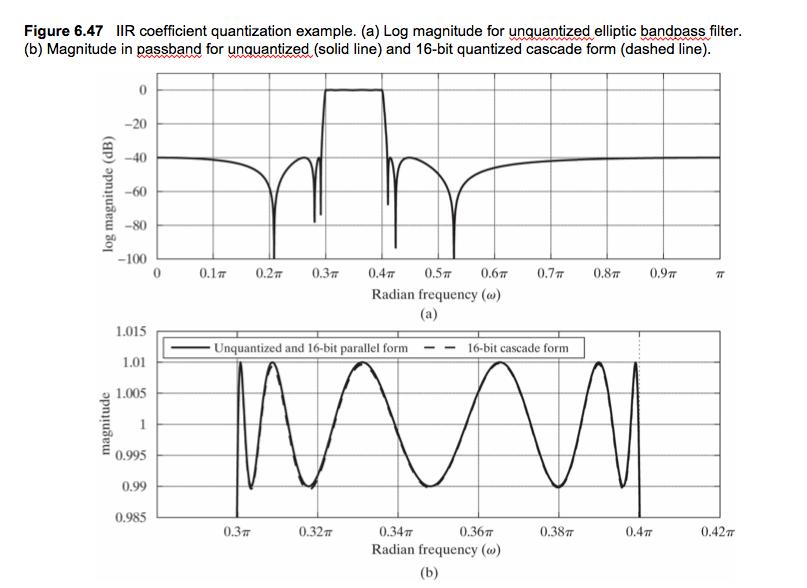 Figure 6.47 IIR coefficient quantization example. (a) Log magnitude for unquantized elliptic bandpass filter.
(b) Magnitude in passband for unquantized (solid line) and 16-bit quantized cascade form (dashed line).
0
−20
−40
−60
−80
−100
log magnitude (dB)
0 0.1π 0.2π 0.3π 0.4π 0.5π 0.6π 0.7π 0.8π 0.9π π
Radian frequency (ω)
(a)
1.015
1.01
1.005
1
0.995
0.99
0.985
magnitude
Unquantized and 16-bit parallel form 16-bit cascade form
0.3π 0.32π 0.34π 0.36π 0.38π 0.4π 0.42π
Radian frequency (ω)
(b)